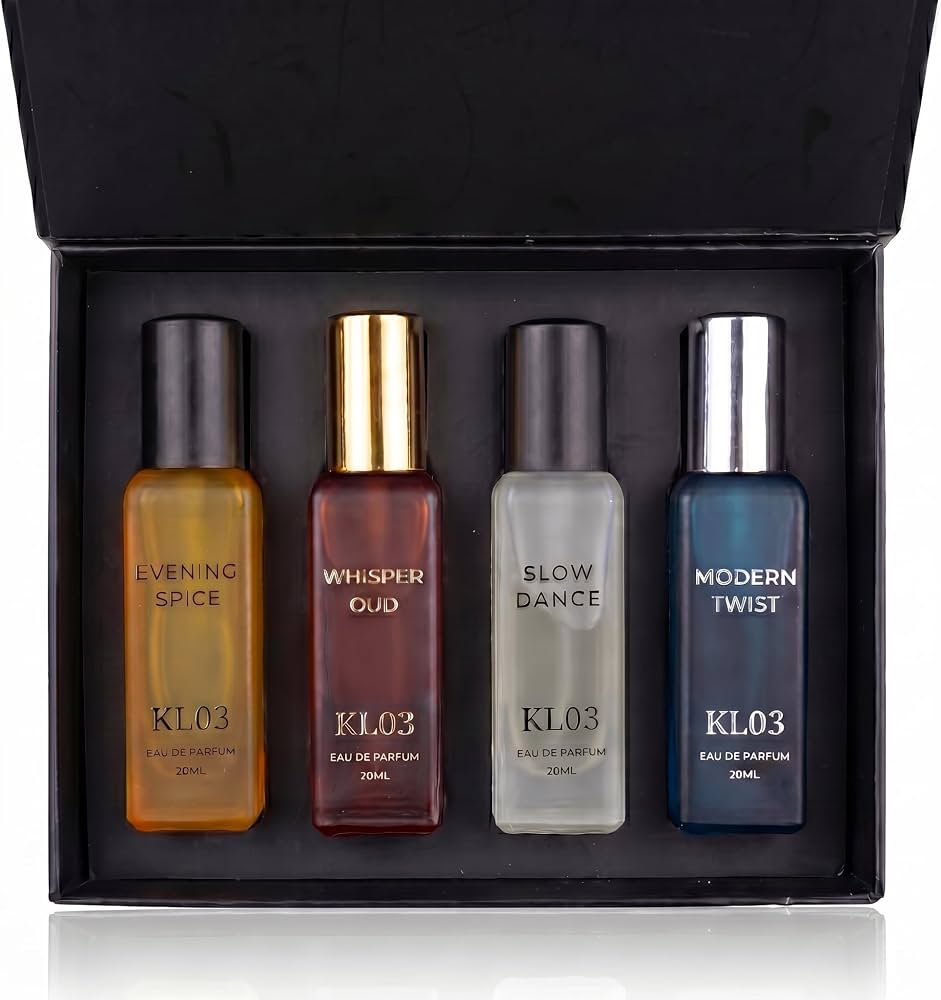 EVENING
SPICE
KL03
EAU DE PARFUM
20ML
WHISPER
OUD
KL03
EAU DE PARFUM
20ML
SLOW
DANCE
KL03
EAU DE PARFUM
20ML
MODERN
TWIST
KL03
EAU DE PARFUM
20ML